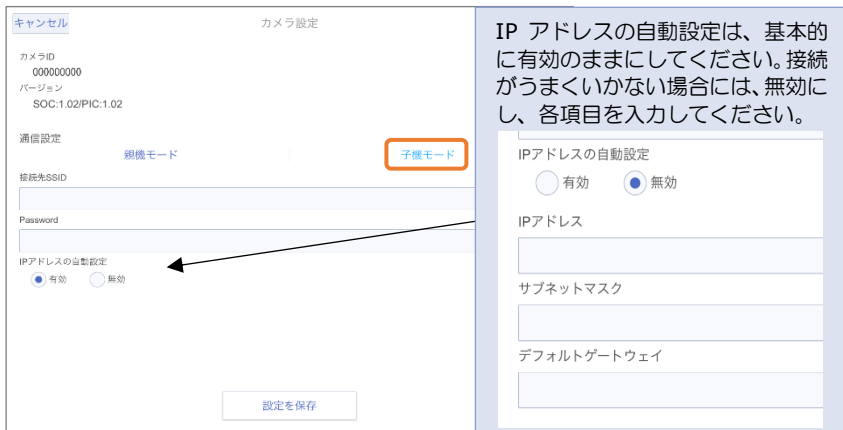 キャンセル
カメラ設定
カメラID
000000000
バージョン
SOC:1.02/PIC:1.02
通信設定
親機モード
子機モード
接続先SSID
Password
IPアドレスの自動設定
有効
無効
設定を保存
IP アドレスの自動設定は、基本的
に有効のままにしてください。接続
がうまくいかない場合には、無効に
し、各項目を入力してください。
IPアドレスの自動設定
有効
無効
IPアドレス
サブネットマスク
デフォルトゲートウェイ